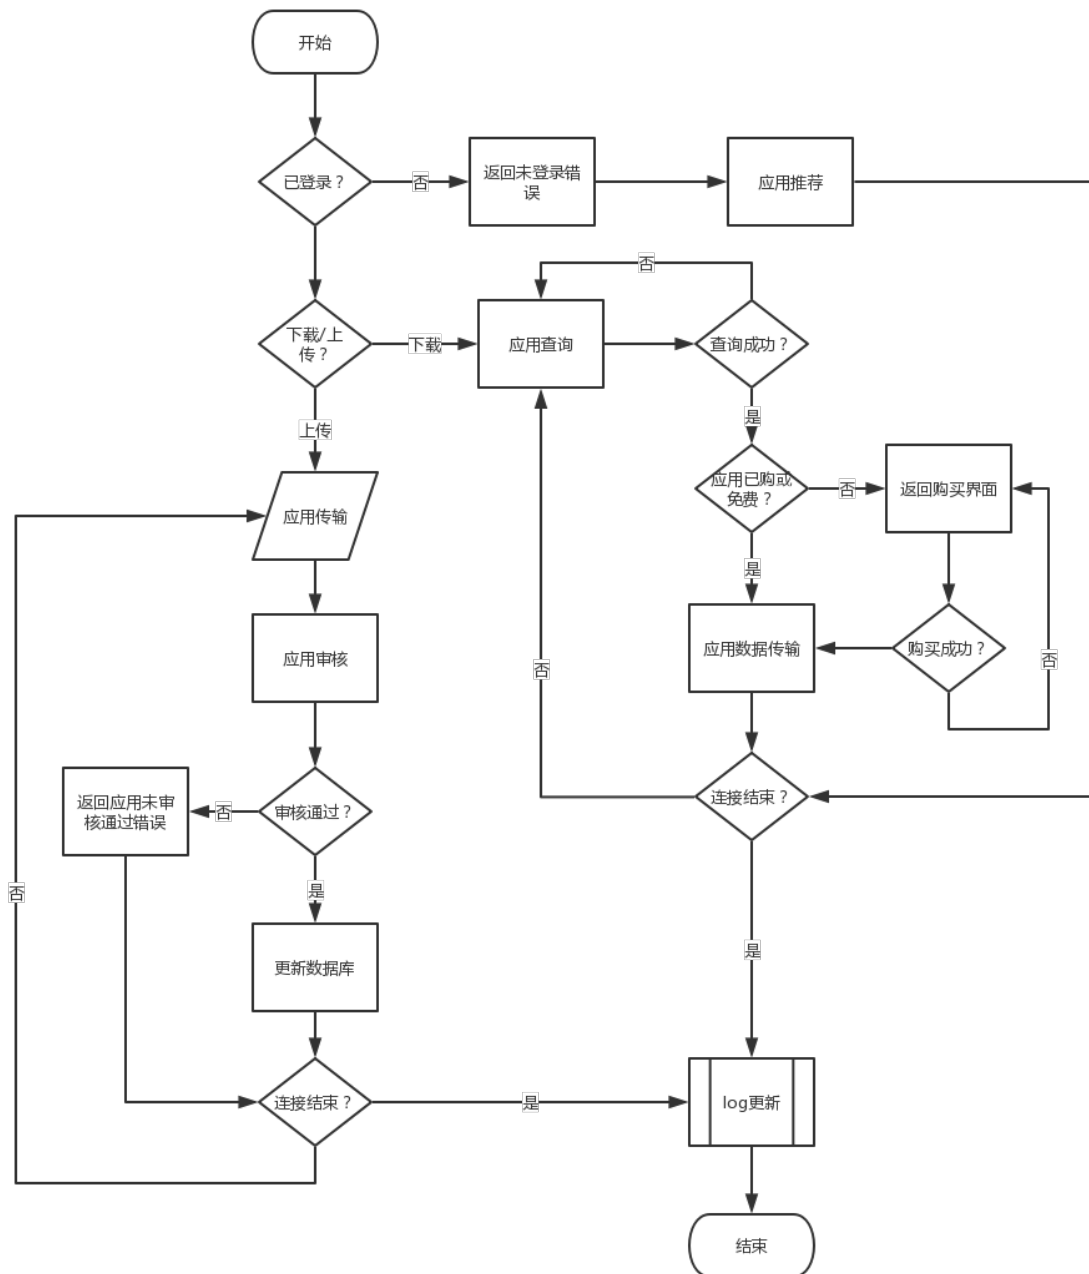 开始
已登录？
否
返回未登录错
误
应用推荐
否
下载/上
传？
下载
应用查询
查询成功？
上传
是
应用已购或
免费？
否
返回购买界面
应用传输
是
应用审核
应用数据传输
购买成功？
否
否
返回应用未审
核通过错误
否
审核通过？
连接结束？
否
是
更新数据库
是
连接结束？
是
log更新
结束